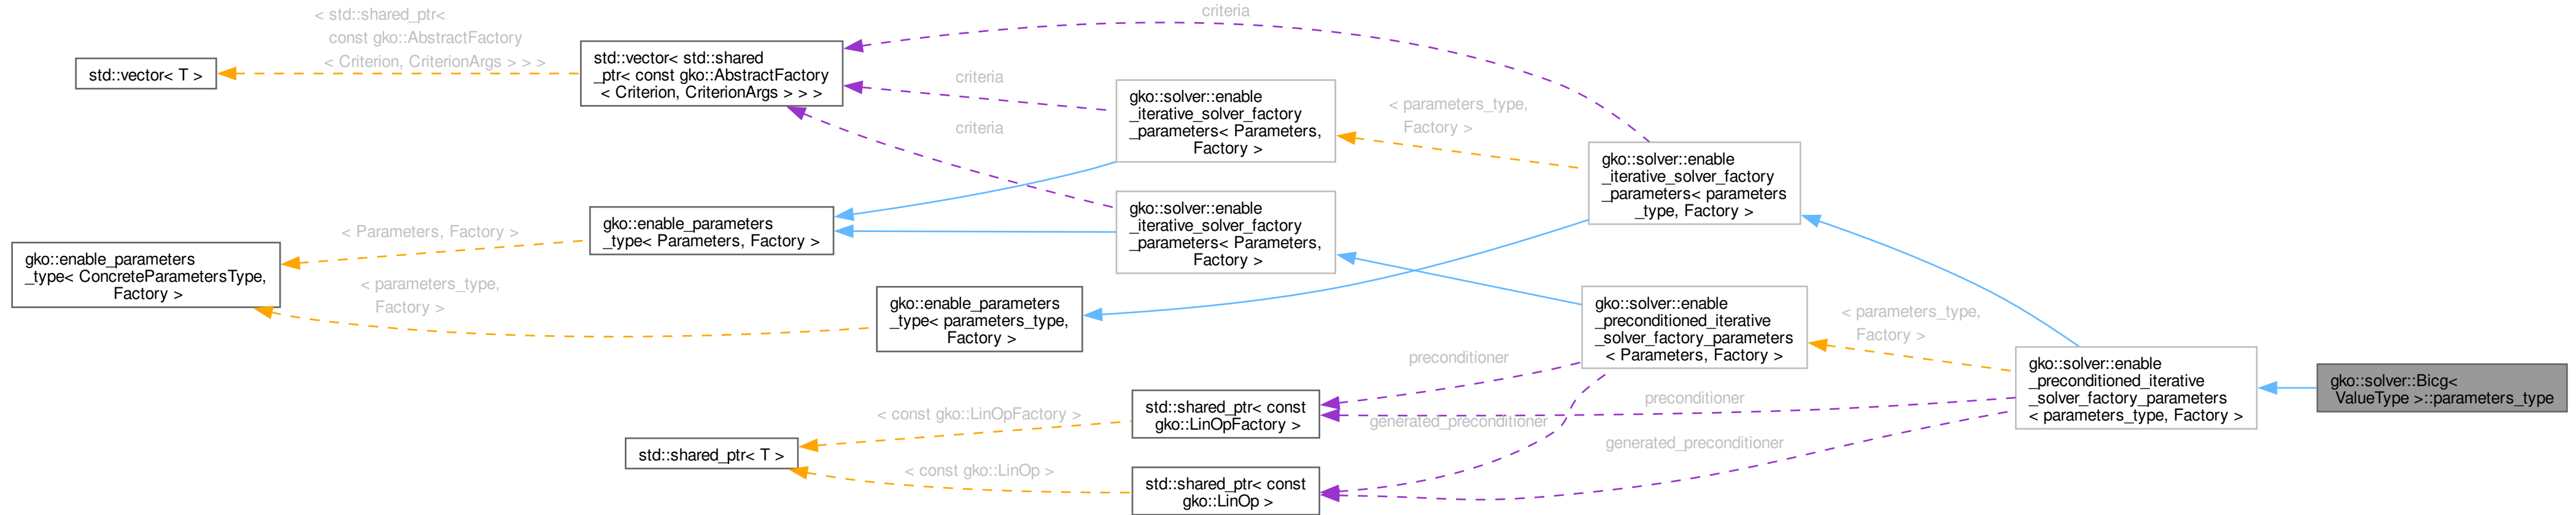 < std::shared_ptr<
const gko::AbstractFactory
< Criterion, CriterionArgs > > >
std::vector< T >
std::vector< std::shared
_ptr< const gko::AbstractFactory
< Criterion, CriterionArgs > > >
criteria
criteria
criteria
gko::solver::enable
_iterative_solver_factory
_parameters< Parameters,
Factory >
< parameters_type,
Factory >
gko::solver::enable
_iterative_solver_factory
_parameters< parameters
_type, Factory >
gko::solver::enable
_iterative_solver_factory
_parameters< Parameters,
Factory >
gko::enable_parameters
_type< Parameters, Factory >
< Parameters, Factory >
gko::enable_parameters
_type< ConcreteParametersType,
Factory >
< parameters_type,
Factory >
gko::enable_parameters
_type< parameters_type,
Factory >
gko::solver::enable
_preconditioned_iterative
_solver_factory_parameters
< Parameters, Factory >
< parameters_type,
Factory >
gko::solver::enable
_preconditioned_iterative
_solver_factory_parameters
< parameters_type, Factory >
gko::solver::Bicg<
ValueType >::parameters_type
preconditioner
preconditioner
generated_preconditioner
generated_preconditioner
std::shared_ptr< const
gko::LinOpFactory >
< const gko::LinOpFactory >
std::shared_ptr< T >
< const gko::LinOp >
std::shared_ptr< const
gko::LinOp >